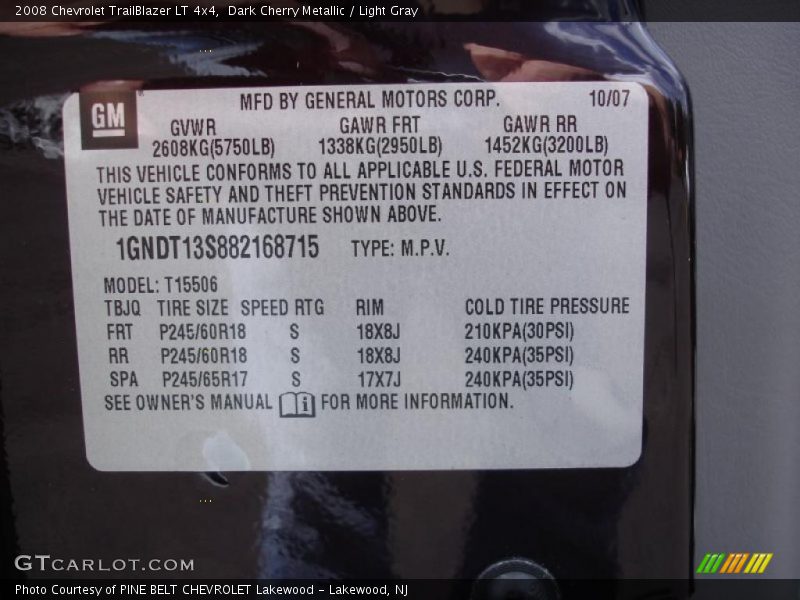 2008 Chevrolet TrailBlazer LT 4x4, Dark Cherry Metallic / Light Gray
GM
MFD BY GENERAL MOTORS CORP. 10/07
GVWR GAWR FRT GAWR RR
2608KG(5750LB) 1338KG(2950LB) 1452KG(3200LB)
THIS VEHICLE CONFORMS TO ALL APPLICABLE U.S. FEDERAL MOTOR
VEHICLE SAFETY AND THEFT PREVENTION STANDARDS IN EFFECT ON
THE DATE OF MANUFACTURE SHOWN ABOVE.
1GNDT13S882168715 TYPE: M.P.V.
MODEL: T15506
TBJQ TIRE SIZE SPEED RTG RIM COLD TIRE PRESSURE
FRT P245/60R18 S 18X8J 210KPA(30PSI)
RR P245/60R18 S 18X8J 240KPA(35PSI)
SPA P245/65R17 S 17X7J 240KPA(35PSI)
SEE OWNER'S MANUAL i FOR MORE INFORMATION.
GTCARLOT.COM
Photo Courtesy of PINE BELT CHEVROLET Lakewood - Lakewood, NJ